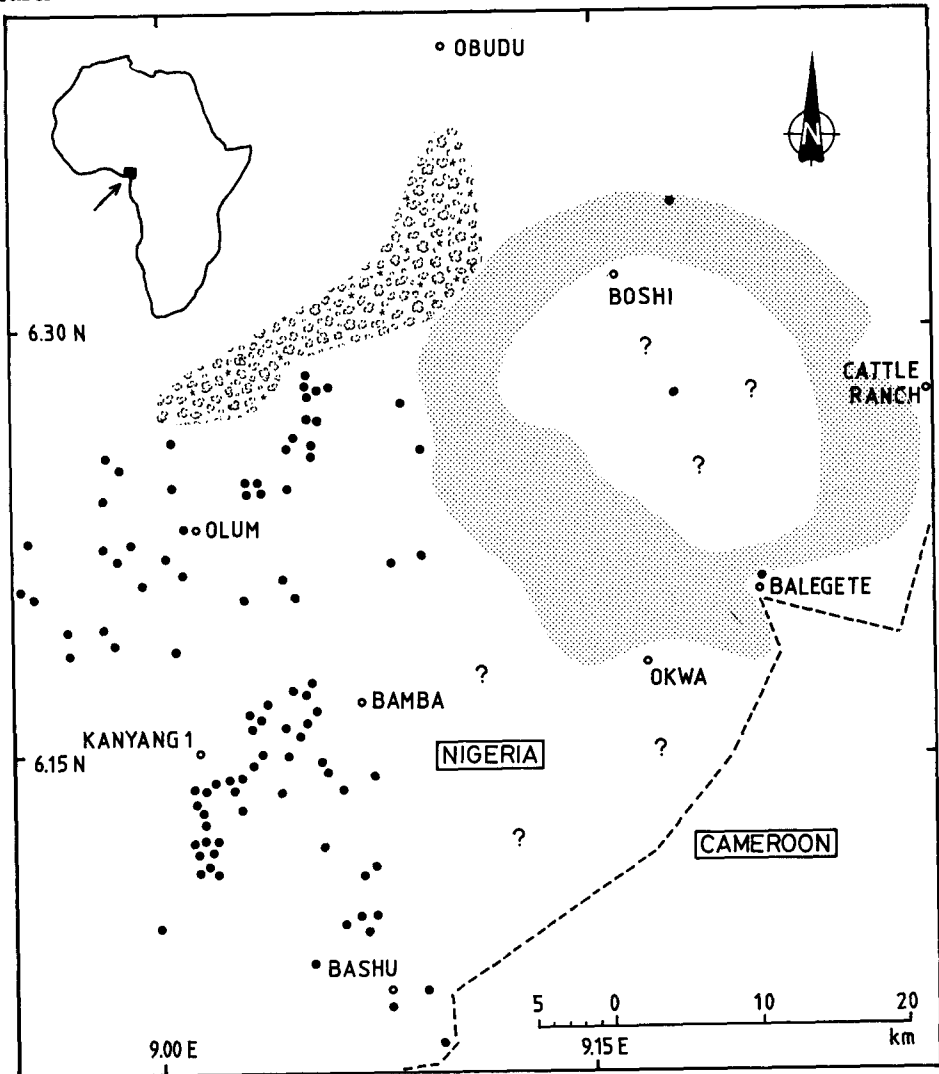 OBUDU
N
BOSHI
?
6.30 N
CATTLE
RANCH
?
?
OLUM
BALEGETE
?
OKWA
BAMBA
KANYANG 1
NIGERIA
?
6.15 N
?
CAMEROON
BASHU
5 0 10 20
km
9.00 E
9.15 E